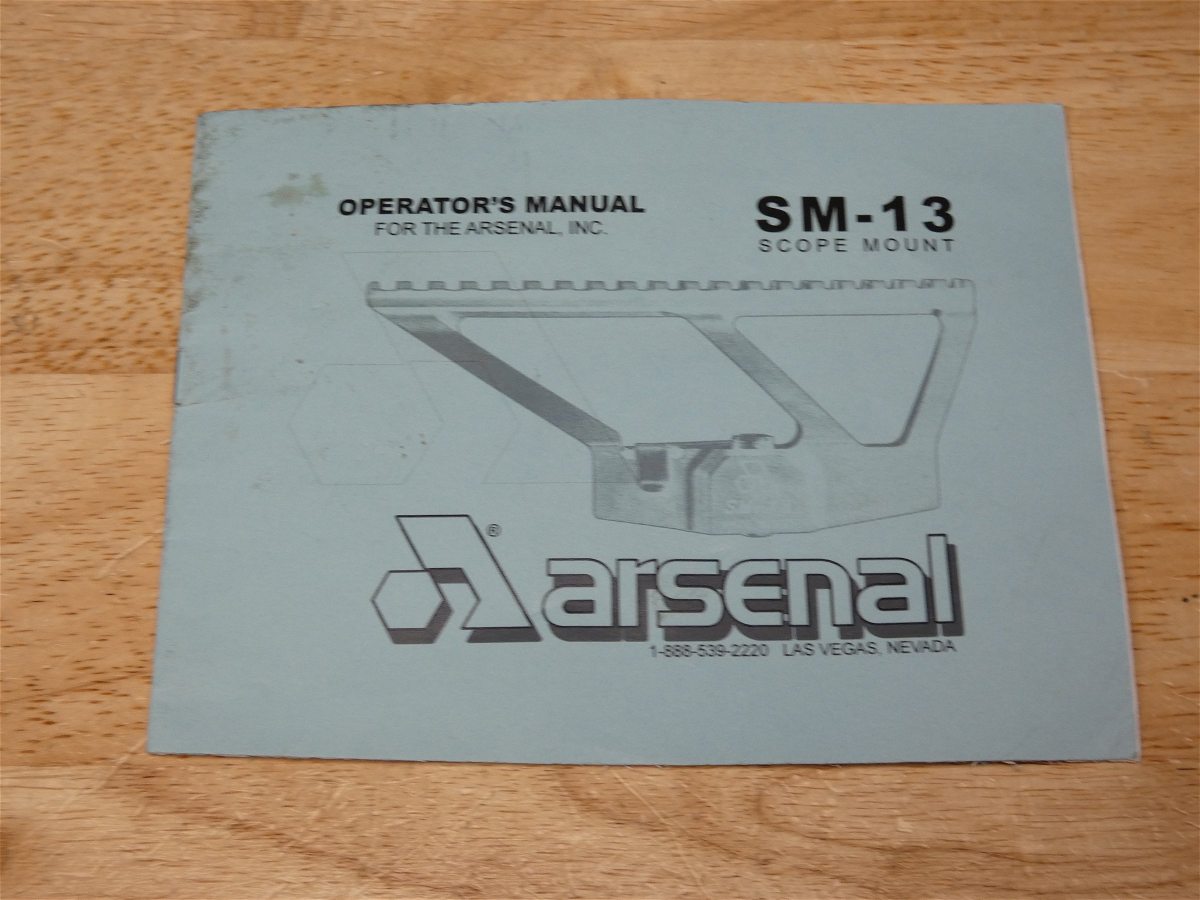 OPERATOR'S MANUAL
FOR THE ARSENAL, INC.
SM-13
SCOPE MOUNT
®
arsenal
1-888-539-2220 LAS VEGAS, NEVADA